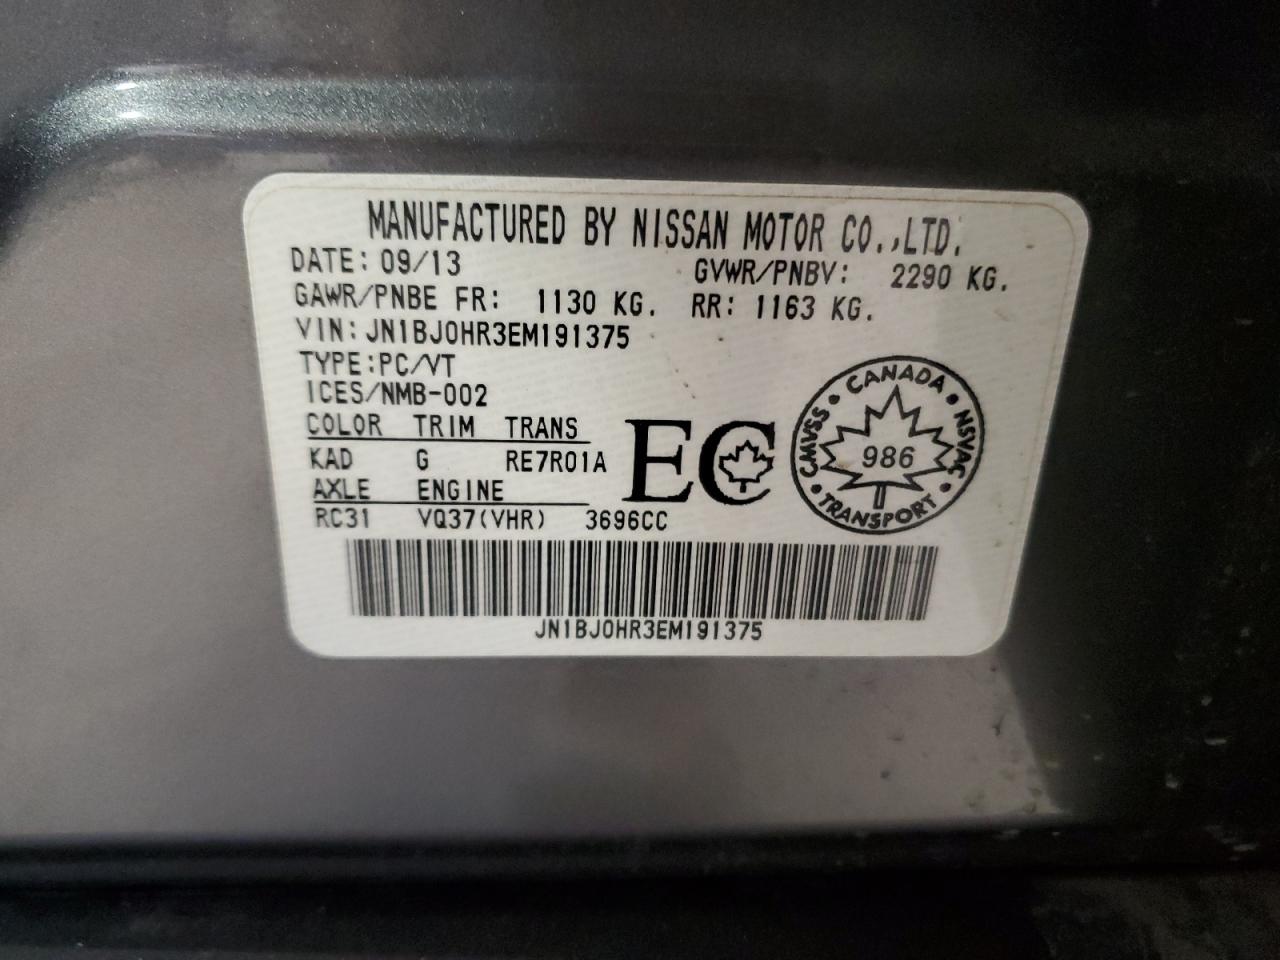 MANUFACTURED BY NISSAN MOTOR CO.,LTD.
DATE: 09/13 GVWR/PNBV: 2290 KG.
GAWR/PNBE FR: 1130 KG. RR: 1163 KG.
VIN: JN1BJ0HR3EM191375
TYPE:PC/VT
ICES/NMB-002
COLOR TRIM TRANS
KAD G RE7R01A
AXLE ENGINE
RC31 VQ37(VHR) 3696CC
EC
CANADA
CMVSS NSVAC
986
TRANSPORT
JN1BJ0HR3EM191375